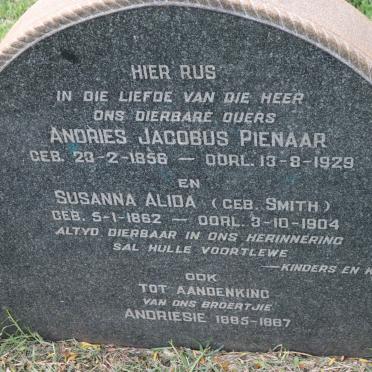 HIER RUS
IN DIE LIEFDE VAN DIE HEER
ONS DIERBARE OUERS
ANDRIES JACOBUS PIENAAR
GEB. 23-2-1856 — OORL. 13-8-1929
EN
SUSANNA ALIDA (GEB. SMITH)
GEB. 5-1-1862 — OORL. 3-10-1904
ALTYD DIERBAAR IN ONS HERINNERING
SAL HULLE VOORTLEWE
—KINDERS EN
OOK
TOT AANDENKING
VAN ONS BROERTJIE
ANDRIESIE 1885-1887